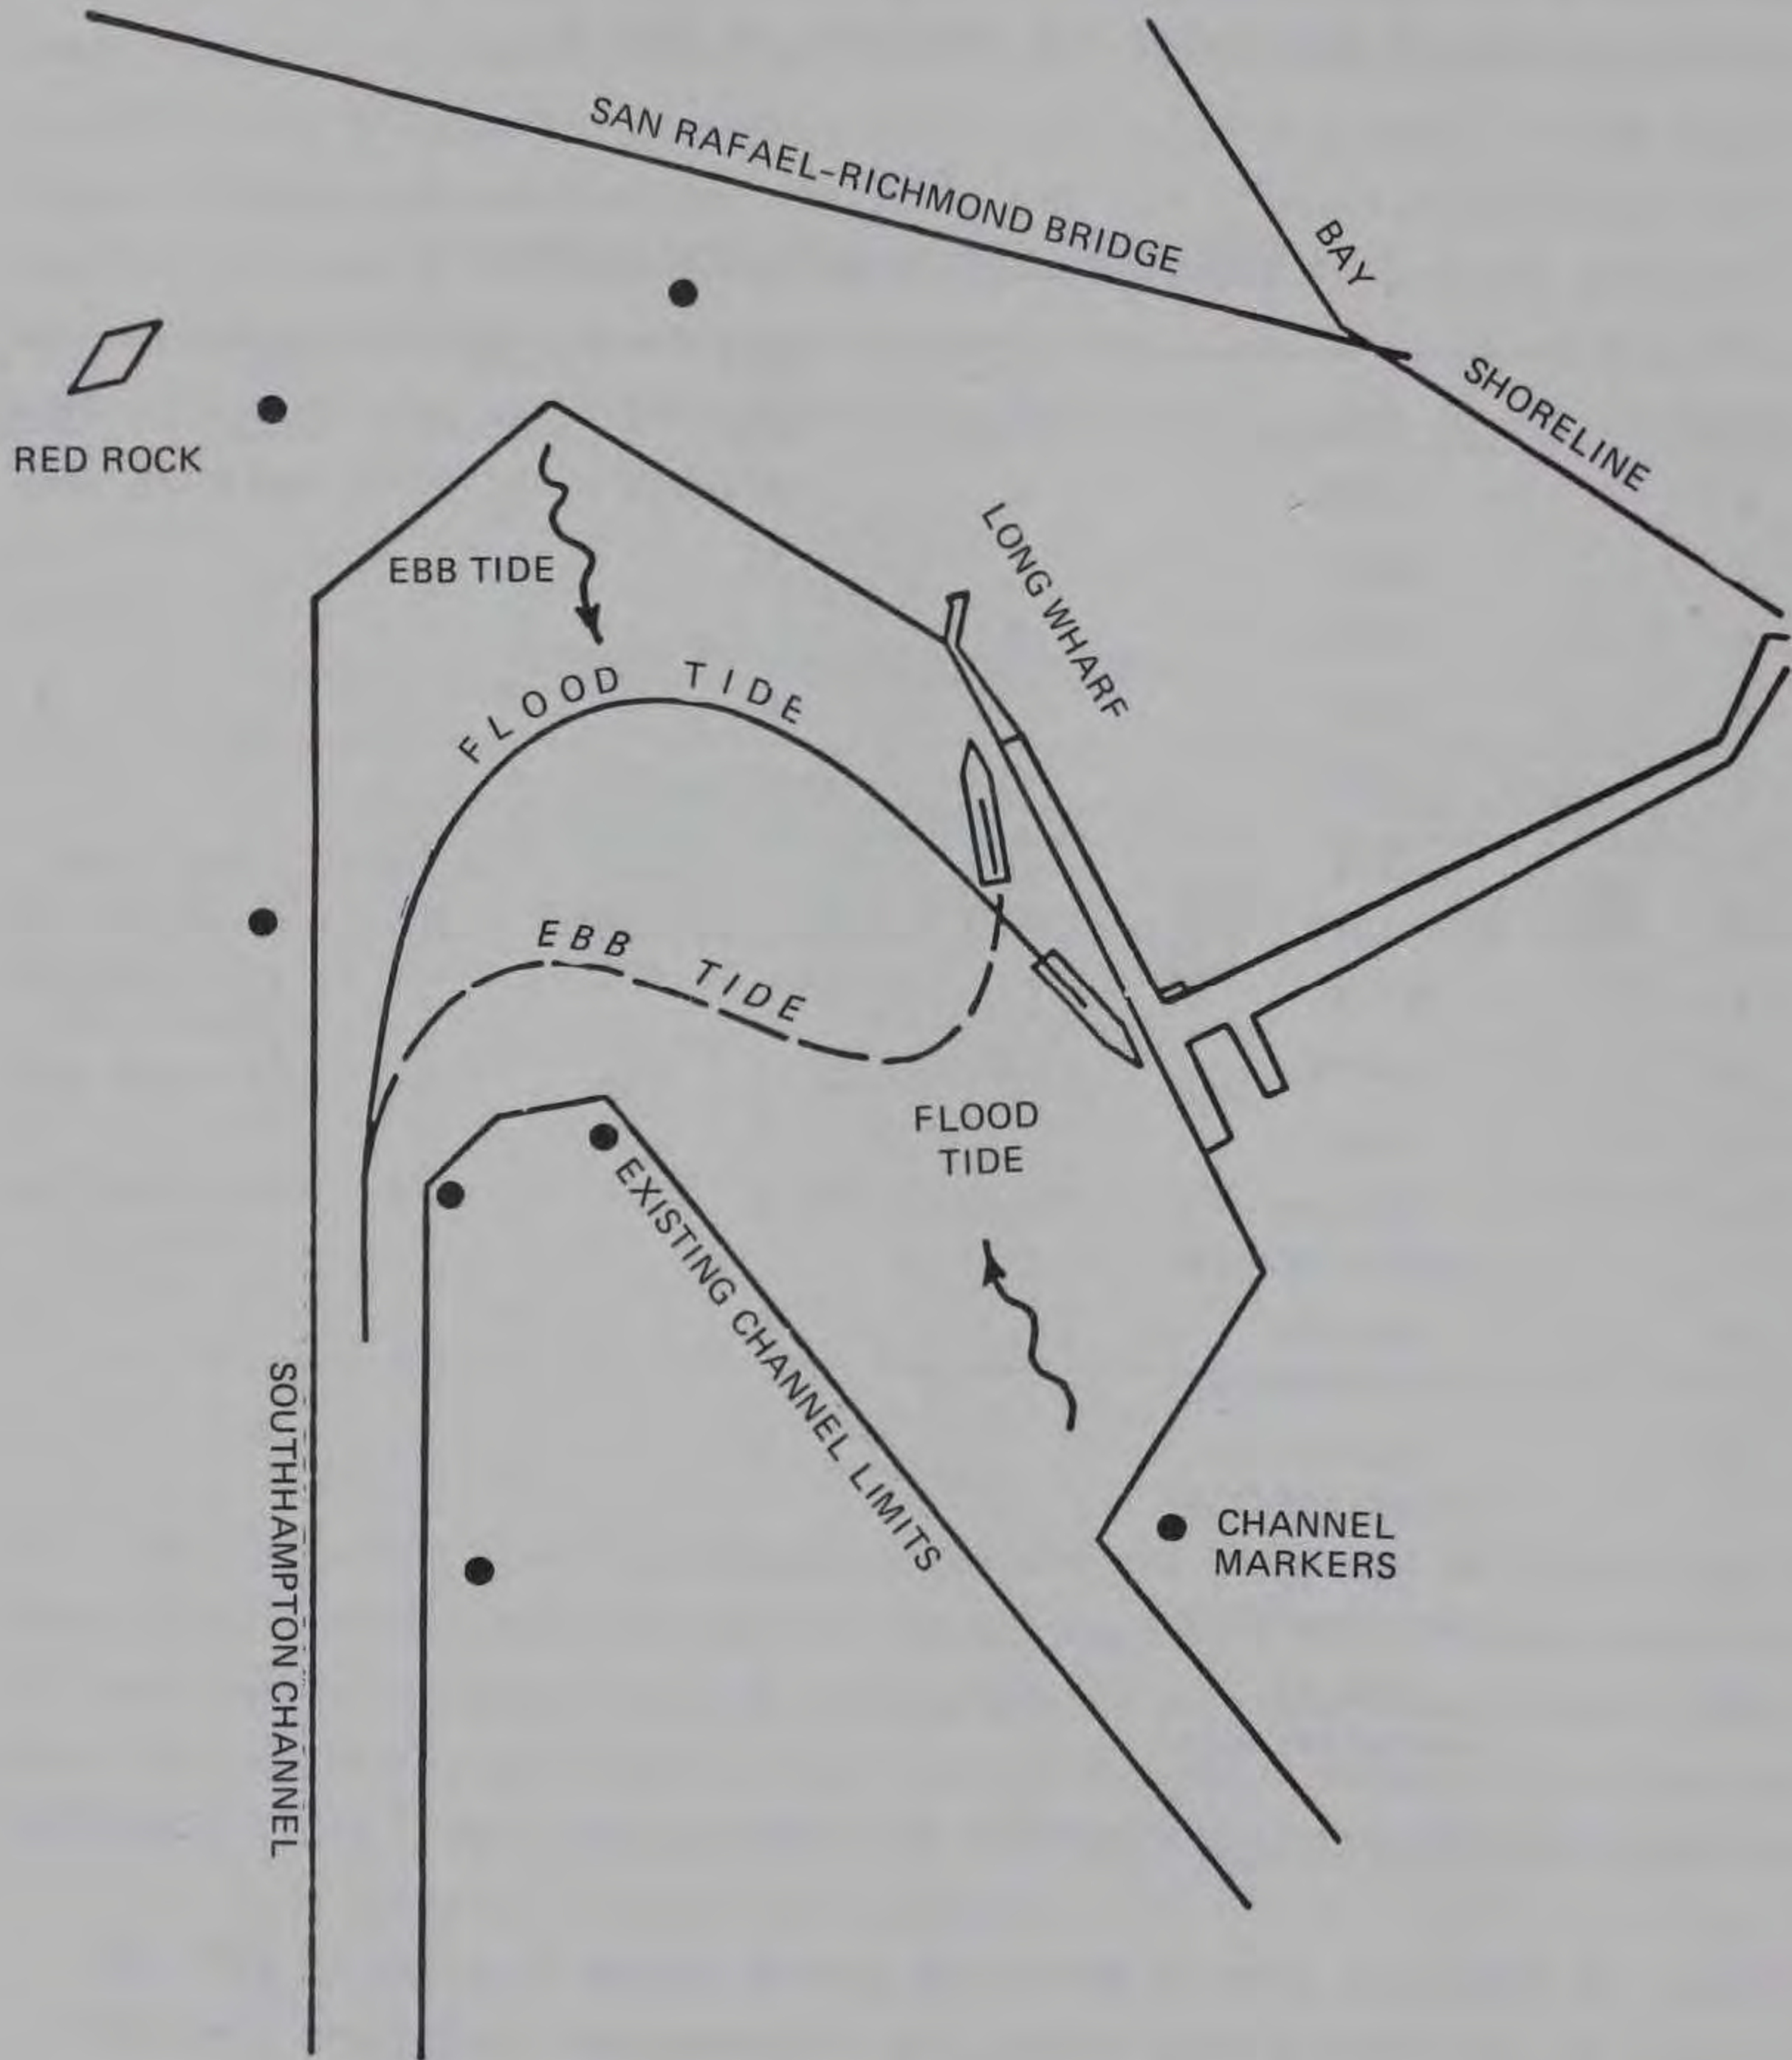 SAN RAFAEL-RICHMOND BRIDGE
BAY
SHORELINE
RED ROCK
LONG WHARF
EBB TIDE
FLOOD TIDE
EBB TIDE
FLOOD
TIDE
EXISTING CHANNEL LIMITS
SOUTHHAMPTON CHANNEL
CHANNEL
MARKERS